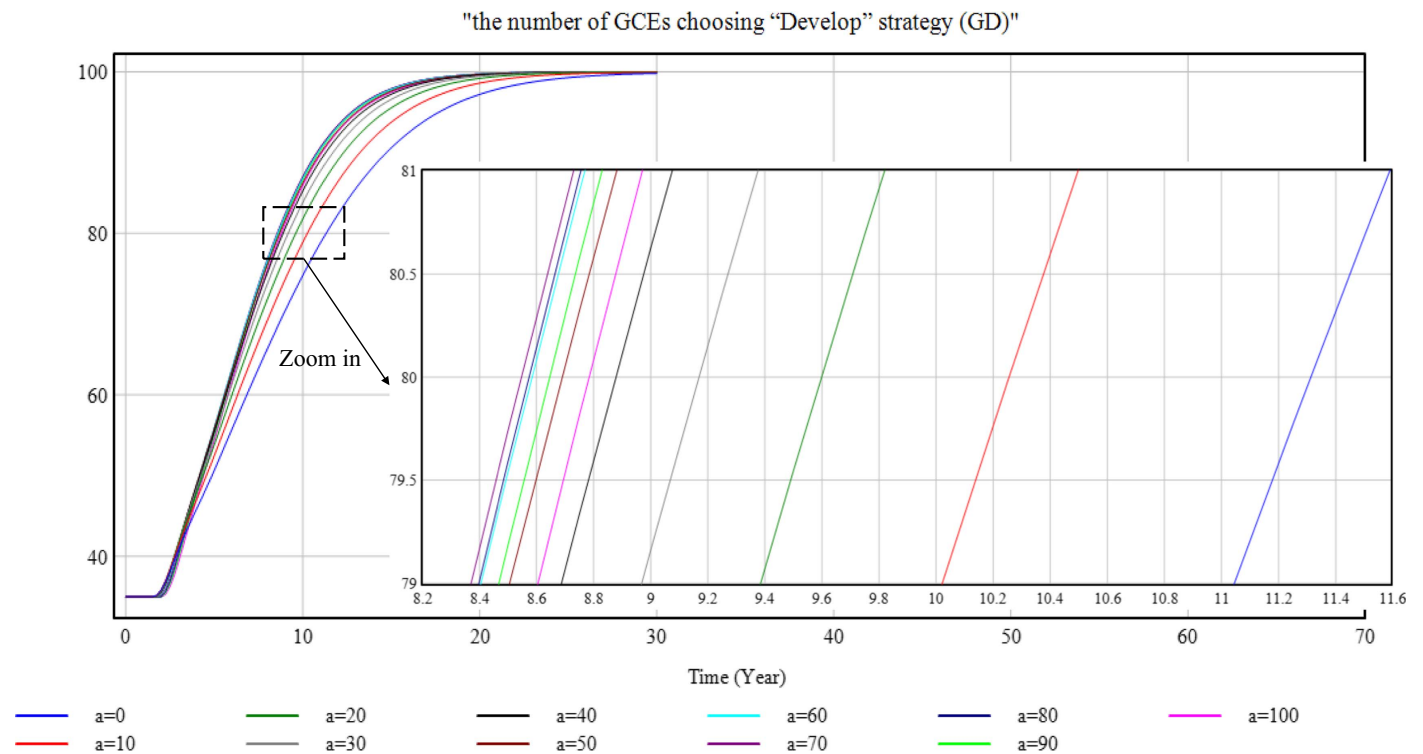 "the number of GCEs choosing “Develop” strategy (GD)"
100
80
60
40
81
80.5
80
79.5
79
8.2 8.4 8.6 8.8 9 9.2 9.4 9.6 9.8 10 10.2 10.4 10.6 10.8 11 11.2 11.4 11.6
Zoom in
0 10 20 30 40 50 60 70
Time (Year)
a=0 a=20 a=40 a=60 a=80 a=100
a=10 a=30 a=50 a=70 a=90